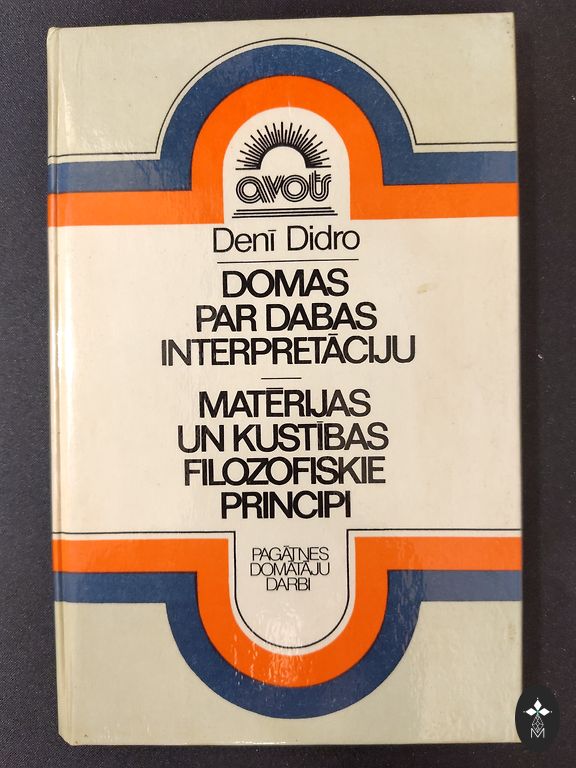 avots
Denī Didro
DOMAS
PAR DABAS
INTERPRETĀCIJU
MATĒRIJAS
UN KUSTĪBAS
FILOZOFISKIE
PRINCIPI
PAGĀTNES
DOMĀTĀJU
DARBI
M